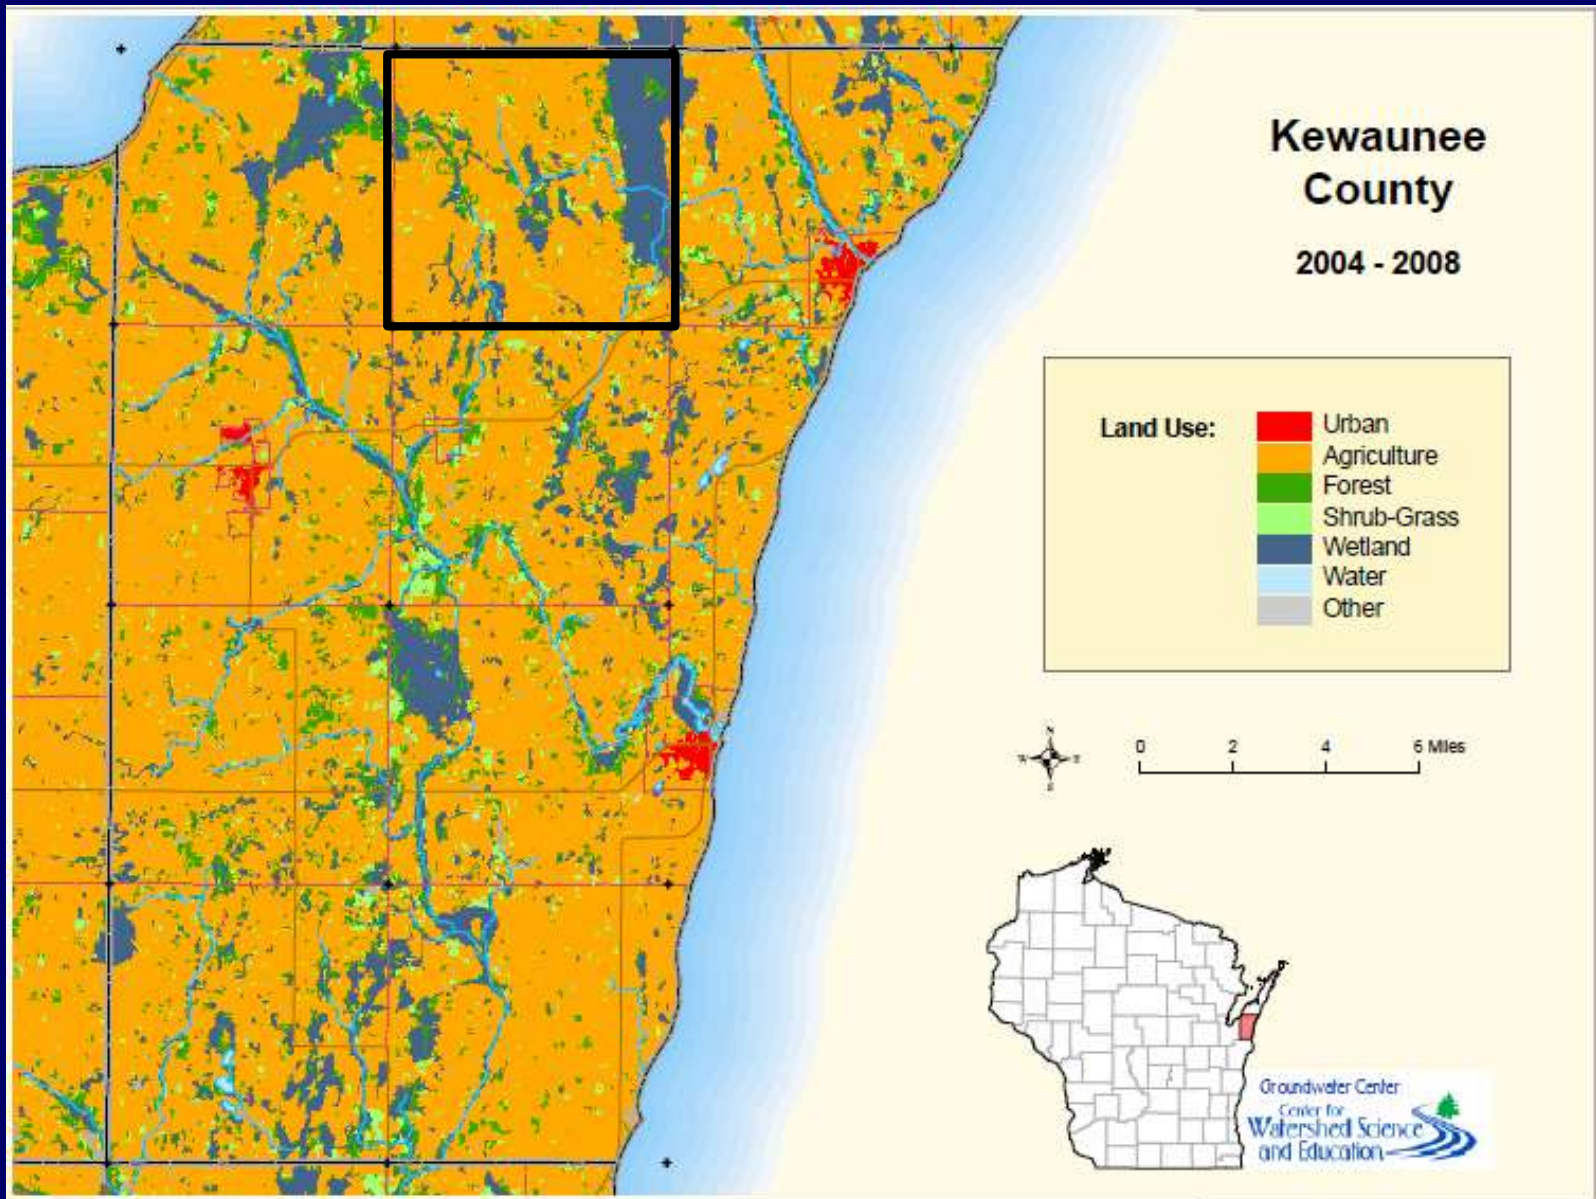 Kewaunee
County
2004 - 2008
Land Use:
Urban
Agriculture
Forest
Shrub-Grass
Wetland
Water
Other
N
W
E
S
0 2 4 6 Miles
Groundwater Center
Center for
Watershed Science
and Education